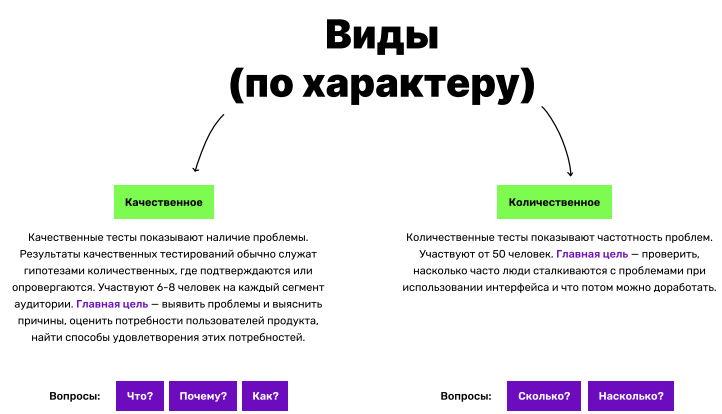 Виды
(по характеру)
Качественное
Качественные тесты показывают наличие проблемы.
Результаты качественных тестирований обычно служат
гипотезами количественных, где подтверждаются или
опровергаются. Участвуют 6-8 человек на каждый сегмент
аудитории. Главная цель — выявить проблемы и выяснить
причины, оценить потребности пользователей продукта,
найти способы удовлетворения этих потребностей.
Вопросы: Что? Почему? Как?
Количественное
Количественные тесты показывают частотность проблем.
Участвуют от 50 человек. Главная цель — проверить,
насколько часто люди сталкиваются с проблемами при
использовании интерфейса и что потом можно доработать.
Вопросы: Сколько? Насколько?